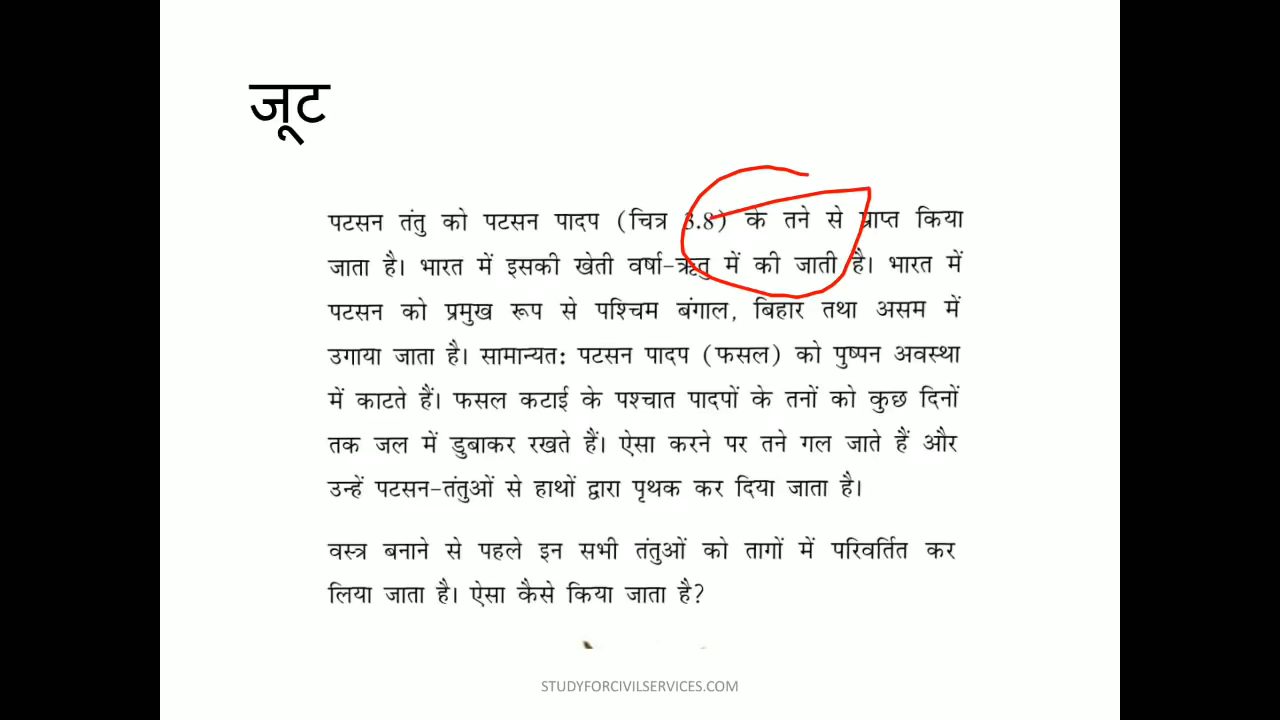 जूट
पटसन तंतु को पटसन पादप (चित्र 3.8) के तने से प्राप्त किया
जाता है। भारत में इसकी खेती वर्षा-ऋतु में की जाती है। भारत में
पटसन को प्रमुख रूप से पश्चिम बंगाल, बिहार तथा असम में
उगाया जाता है। सामान्यत: पटसन पादप (फसल) को पुष्पन अवस्था
में काटते हैं। फसल कटाई के पश्चात पादपों के तनों को कुछ दिनों
तक जल में डुबाकर रखते हैं। ऐसा करने पर तने गल जाते हैं और
उन्हें पटसन-तंतुओं से हाथों द्वारा पृथक कर दिया जाता है।
वस्त्र बनाने से पहले इन सभी तंतुओं को तागों में परिवर्तित कर
लिया जाता है। ऐसा कैसे किया जाता है?
STUDYFORCIVILSERVICES.COM